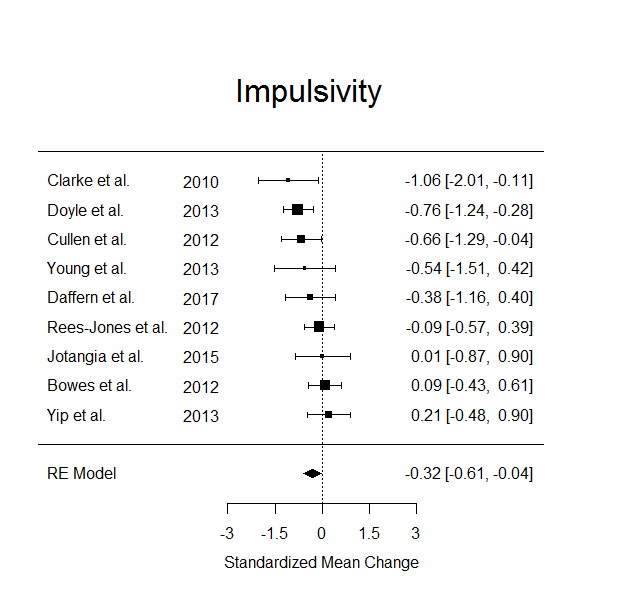 Impulsivity
Clarke et al. 2010 -1.06 [-2.01, -0.11]
Doyle et al. 2013 -0.76 [-1.24, -0.28]
Cullen et al. 2012 -0.66 [-1.29, -0.04]
Young et al. 2013 -0.54 [-1.51, 0.42]
Daffern et al. 2017 -0.38 [-1.16, 0.40]
Rees-Jones et al. 2012 -0.09 [-0.57, 0.39]
Jotangia et al. 2015 0.01 [-0.87, 0.90]
Bowes et al. 2012 0.09 [-0.43, 0.61]
Yip et al. 2013 0.21 [-0.48, 0.90]
RE Model -0.32 [-0.61, -0.04]
-3 -1.5 0 1.5 3
Standardized Mean Change